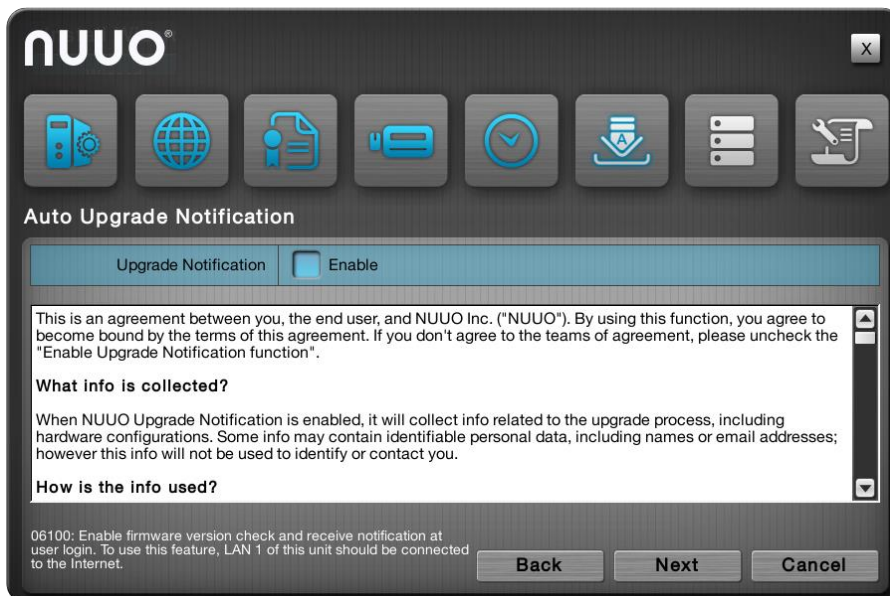 nuuo®
X
A
Auto Upgrade Notification
Upgrade Notification
Enable
This is an agreement between you, the end user, and NUUO Inc. ("NUUO"). By using this function, you agree to
become bound by the terms of this agreement. If you don't agree to the teams of agreement, please uncheck the
"Enable Upgrade Notification function".
What info is collected?
When NUUO Upgrade Notification is enabled, it will collect info related to the upgrade process, including
hardware configurations. Some info may contain identifiable personal data, including names or email addresses;
however this info will not be used to identify or contact you.
How is the info used?
06100: Enable firmware version check and receive notification at
user login. To use this feature, LAN 1 of this unit should be connected
to the Internet.
Back
Next
Cancel